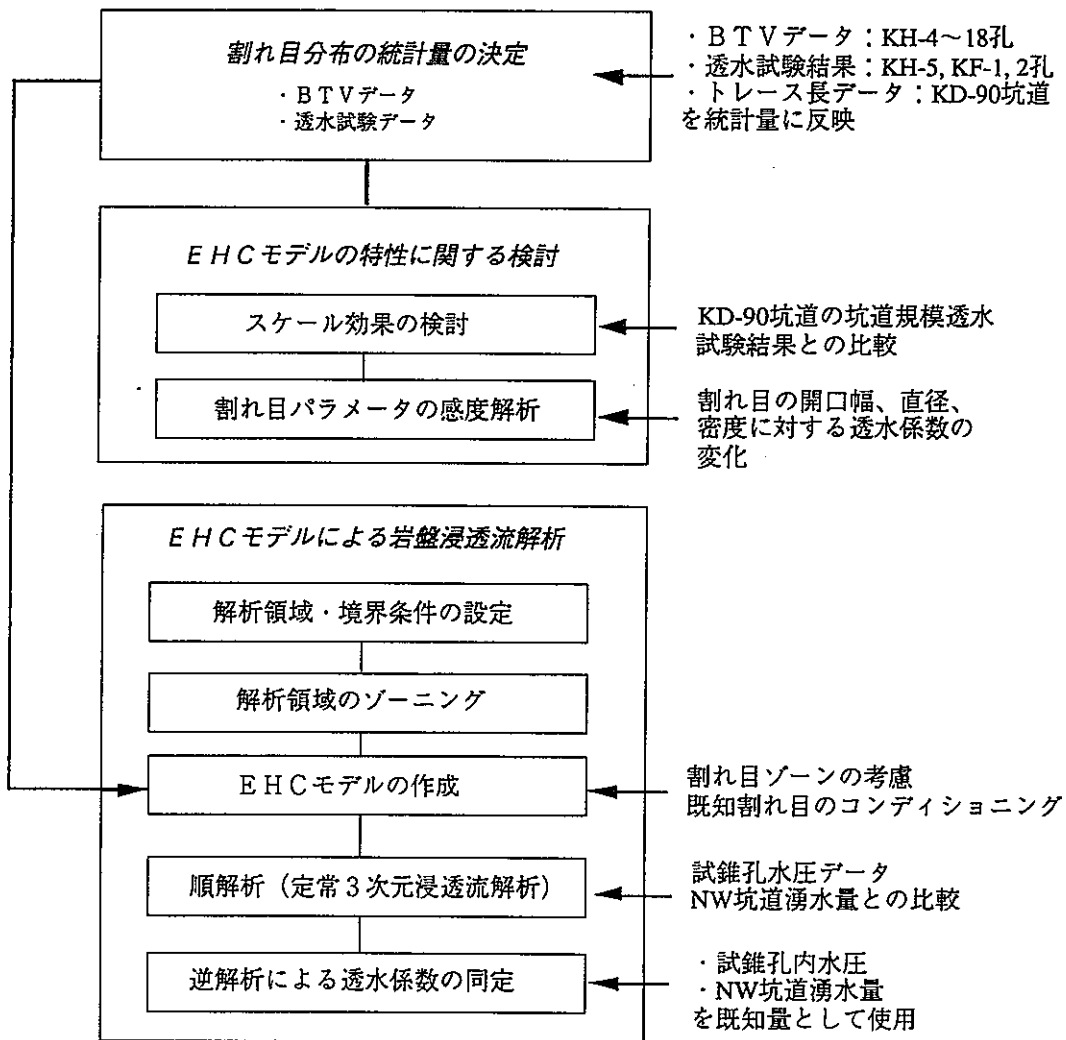 割れ目分布の統計量の決定
・ＢＴＶデータ
・透水試験データ
・ＢＴＶデータ：KH-4～18孔
・透水試験結果：KH-5, KF-1, 2孔
・トレース長データ：KD-90坑道
を統計量に反映
ＥＨＣモデルの特性に関する検討
スケール効果の検討
KD-90坑道の坑道規模透水
試験結果との比較
割れ目パラメータの感度解析
割れ目の開口幅、直径、
密度に対する透水係数の
変化
ＥＨＣモデルによる岩盤浸透流解析
解析領域・境界条件の設定
解析領域のゾーニング
ＥＨＣモデルの作成
割れ目ゾーンの考慮
既知割れ目のコンディショニング
順解析（定常３次元浸透流解析）
試錐孔水圧データ
NW坑道湧水量との比較
逆解析による透水係数の同定
・試錐孔内水圧
・NW坑道湧水量
を既知量として使用